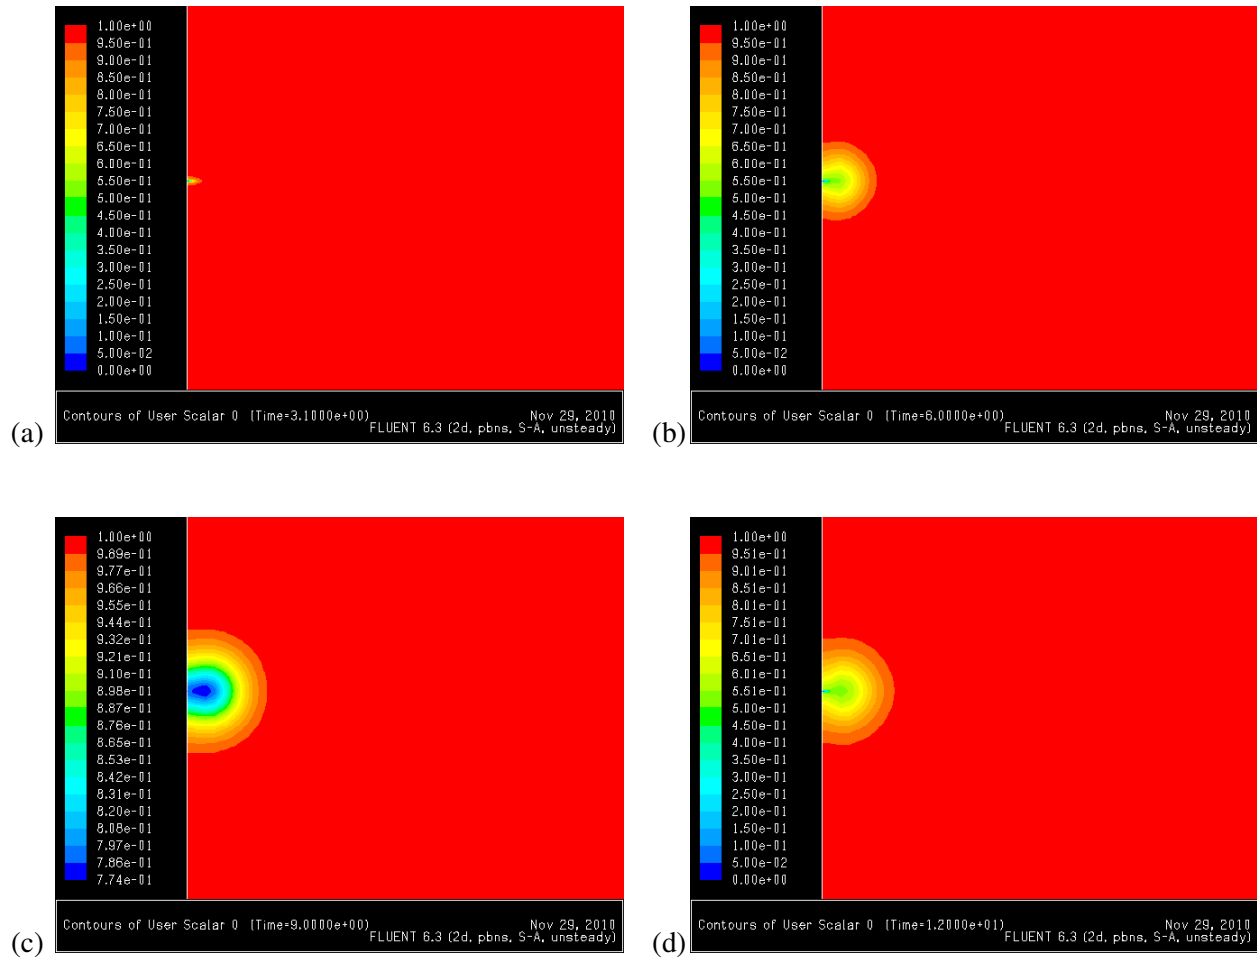 1.00e+00
9.50e-01
9.00e-01
8.50e-01
8.00e-01
7.50e-01
7.00e-01
6.50e-01
6.00e-01
5.50e-01
5.00e-01
4.50e-01
4.00e-01
3.50e-01
3.00e-01
2.50e-01
2.00e-01
1.50e-01
1.00e-01
5.00e-02
0.00e+00
Contours of User Scalar 0 (Time=3.1000e+00)
Nov 29, 2010
FLUENT 6.3 (2d, pbns, S-A, unsteady)
(a)
1.00e+00
9.50e-01
9.00e-01
8.50e-01
8.00e-01
7.50e-01
7.00e-01
6.50e-01
6.00e-01
5.50e-01
5.00e-01
4.50e-01
4.00e-01
3.50e-01
3.00e-01
2.50e-01
2.00e-01
1.50e-01
1.00e-01
5.00e-02
0.00e+00
Contours of User Scalar 0 (Time=6.0000e+00)
Nov 29, 2010
FLUENT 6.3 (2d, pbns, S-A, unsteady)
(b)
1.00e+00
9.89e-01
9.77e-01
9.66e-01
9.55e-01
9.44e-01
9.32e-01
9.21e-01
9.10e-01
8.98e-01
8.87e-01
8.76e-01
8.65e-01
8.53e-01
8.42e-01
8.31e-01
8.20e-01
8.08e-01
7.97e-01
7.86e-01
7.74e-01
Contours of User Scalar 0 (Time=9.0000e+00)
Nov 29, 2010
FLUENT 6.3 (2d, pbns, S-A, unsteady)
(c)
1.00e+00
9.51e-01
9.01e-01
8.51e-01
8.01e-01
7.51e-01
7.01e-01
6.51e-01
6.01e-01
5.51e-01
5.00e-01
4.50e-01
4.00e-01
3.50e-01
3.00e-01
2.50e-01
2.00e-01
1.50e-01
1.00e-01
5.00e-02
0.00e+00
Contours of User Scalar 0 (Time=1.2000e+01)
Nov 29, 2010
FLUENT 6.3 (2d, pbns, S-A, unsteady)
(d)